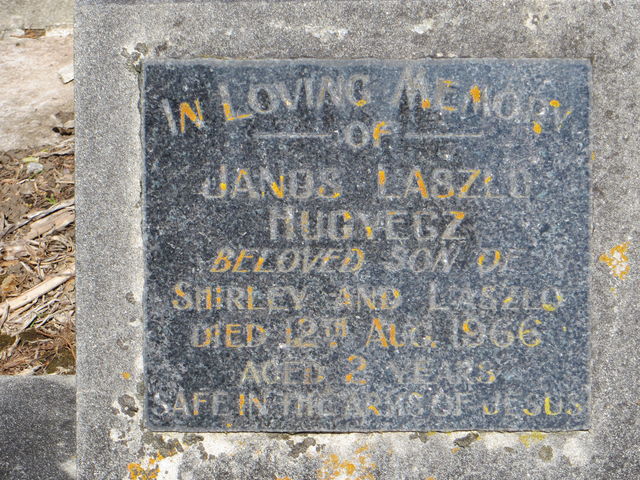 IN LOVING MEMORY
OF
JANOS LASZLO
BELOVED SON OF
SHIRLEY AND LASZLO
DIED 12TH AUG. 1966
AGED 2 YEARS
SAFE IN THE ARMS OF JESUS